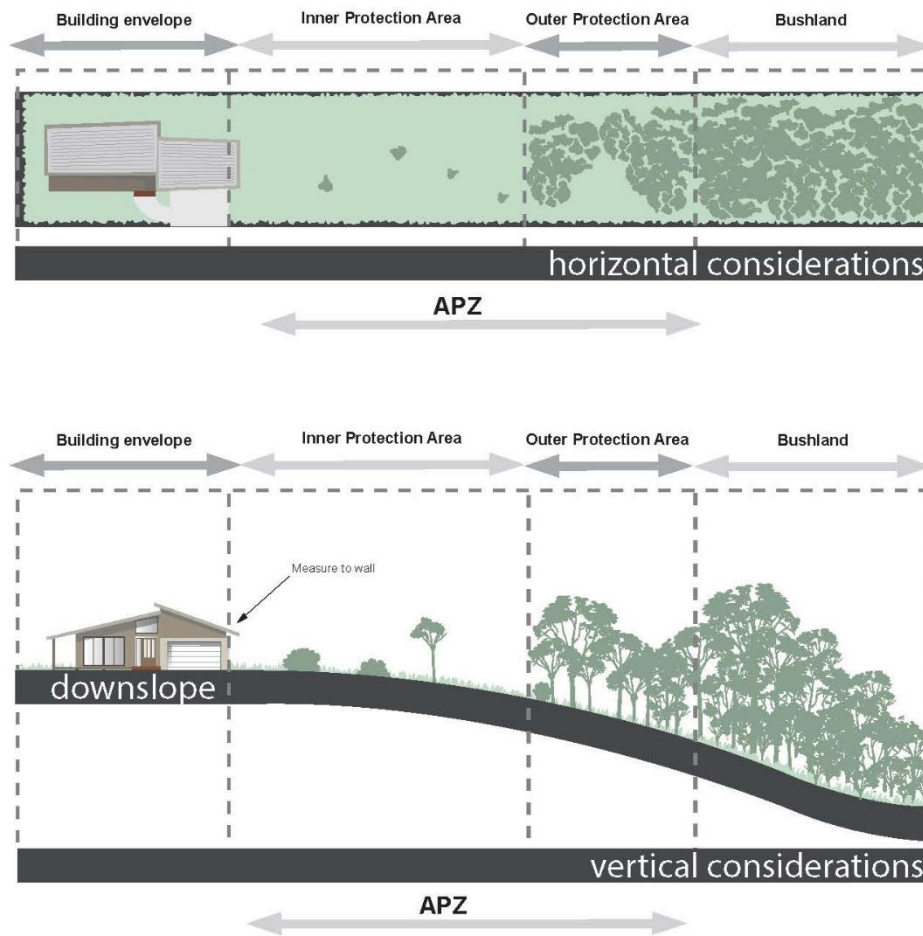 Building envelope
Inner Protection Area
Outer Protection Area
Bushland
horizontal considerations
APZ
Building envelope
Inner Protection Area
Outer Protection Area
Bushland
Measure to wall
downslope
vertical considerations
APZ